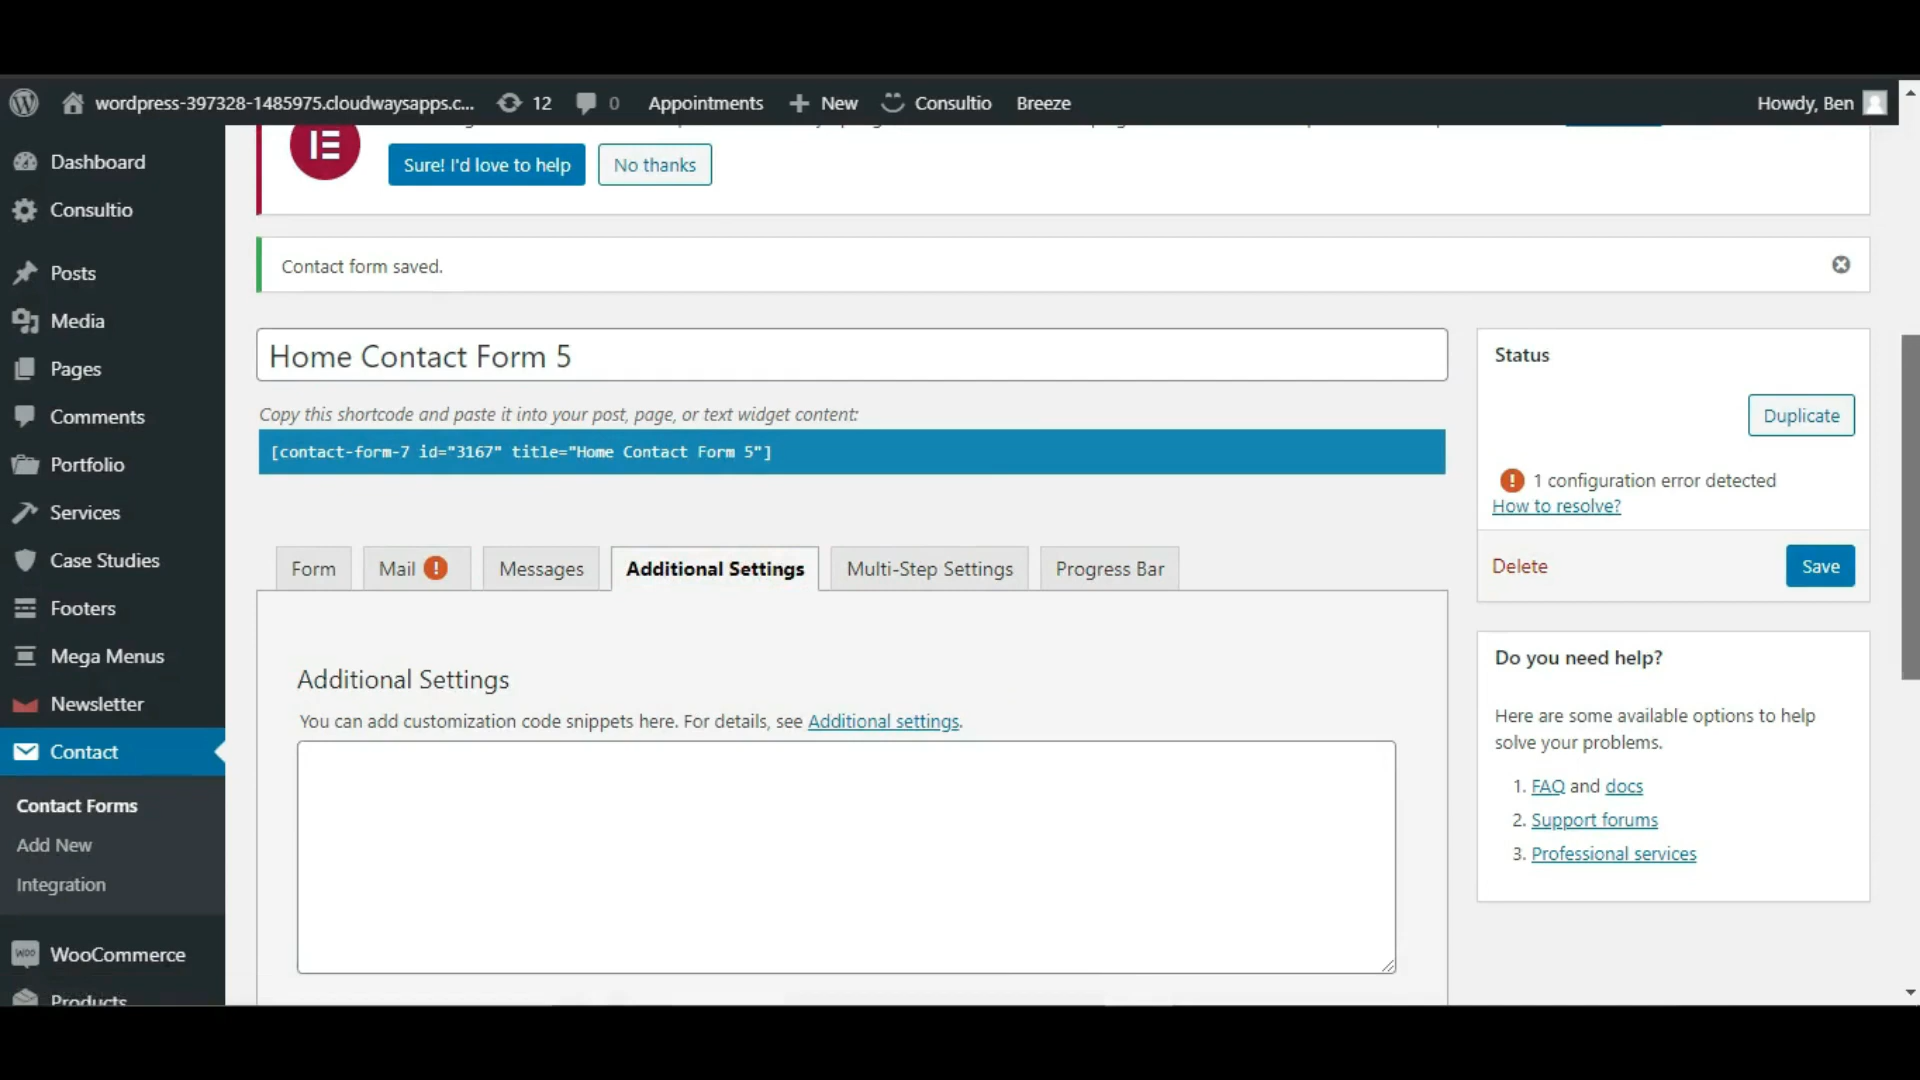 wordpress-397328-1485975.cloudwaysapps.c... 12 0 Appointments New Consultio Breeze Howdy, Ben
Dashboard
Consultio
Posts
Media
Pages
Comments
Portfolio
Services
Case Studies
Footers
Mega Menus
Newsletter
Contact
Contact Forms
Add New
Integration
WooCommerce
Products
Sure! I'd love to help No thanks
Contact form saved.
Home Contact Form 5
Copy this shortcode and paste it into your post, page, or text widget content:
[contact-form-7 id="3167" title="Home Contact Form 5"]
Form Mail Messages Additional Settings Multi-Step Settings Progress Bar
Additional Settings
You can add customization code snippets here. For details, see Additional settings.
Status
Duplicate
1 configuration error detected
How to resolve?
Delete Save
Do you need help?
Here are some available options to help
solve your problems.
1. FAQ and docs
2. Support forums
3. Professional services